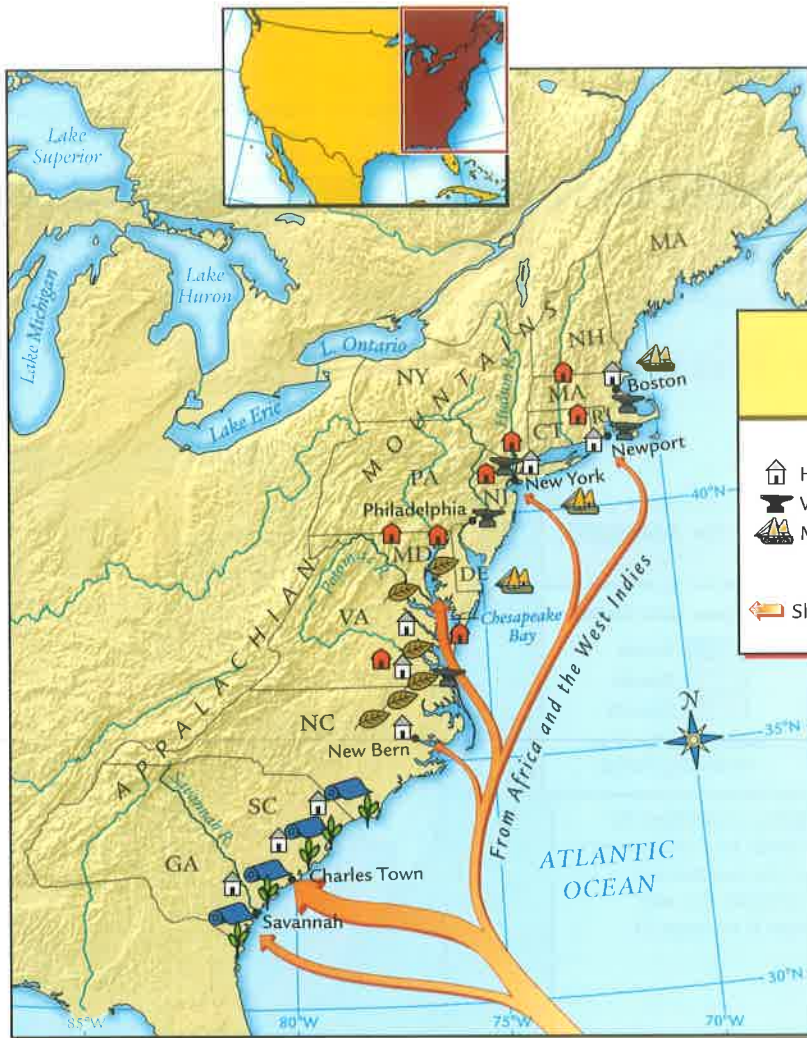 Lake
Superior
Lake Michigan
Lake
Huron
L. Ontario
Lake Erie
MA
NH
NY
MOUNTAINS
Hudson R.
MA
Boston
CT
RI
Newport
PA
New York
NJ
40°N
Philadelphia
MD
DE
Potomac R.
VA
Chesapeake
Bay
APPALACHIAN
From Africa and the West Indies
NC
New Bern
N
35°N
Savannah R.
SC
GA
Charles Town
ATLANTIC
OCEAN
Savannah
30°N
85°W
80°W
75°W
70°W